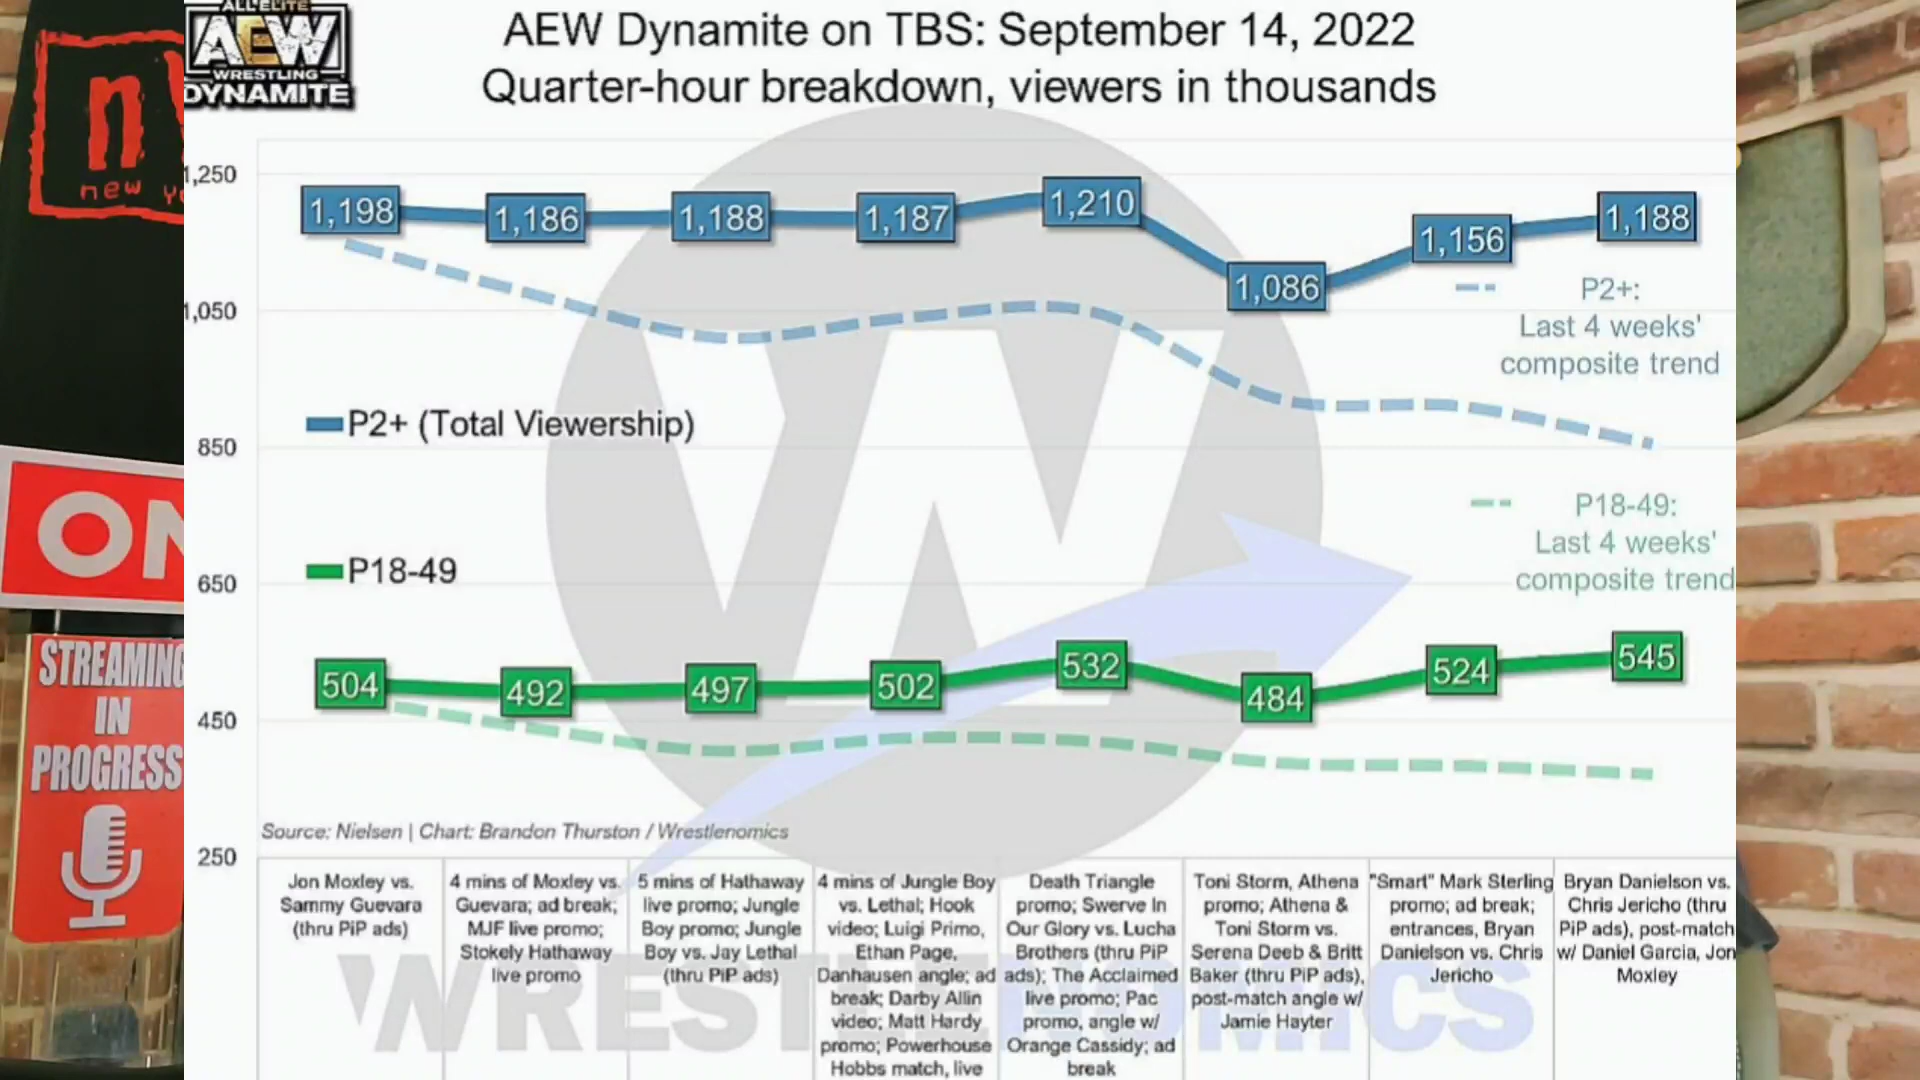 ALL ELITE
AEW
WRESTLING
DYNAMITE
AEW Dynamite on TBS: September 14, 2022
Quarter-hour breakdown, viewers in thousands
new
1,250
1,050
850
650
450
250
1,198
1,186
1,188
1,187
1,210
1,086
1,156
1,188
P2+:
Last 4 weeks'
composite trend
P2+ (Total Viewership)
P18-49:
Last 4 weeks'
composite trend
P18-49
504
492
497
502
532
484
524
545
ON
STREAMING
IN
PROGRESS
Source: Nielsen | Chart: Brandon Thurston / Wrestlenomics
Jon Moxley vs.
Sammy Guevara
(thru PiP ads)
4 mins of Moxley vs.
Guevara; ad break;
MJF live promo;
Stokely Hathaway
live promo
5 mins of Hathaway
live promo; Jungle
Boy promo; Jungle
Boy vs. Jay Lethal
(thru PiP ads)
4 mins of Jungle Boy
vs. Lethal; Hook
video; Luigi Primo,
Ethan Page,
Danhausen angle; ad
break; Darby Allin
video; Matt Hardy
promo; Powerhouse
Hobbs match, live
Death Triangle
promo; Swerve In
Our Glory vs. Lucha
Brothers (thru PiP
ads); The Acclaimed
live promo; Pac
promo, angle w/
Orange Cassidy; ad
break
Toni Storm, Athena
promo; Athena &
Toni Storm vs.
Serena Deeb & Britt
Baker (thru PiP ads),
post-match angle w/
Jamie Hayter
"Smart" Mark Sterling
promo; ad break;
entrances, Bryan
Danielson vs. Chris
Jericho
Bryan Danielson vs.
Chris Jericho (thru
PiP ads), post-match
w/ Daniel Garcia, Jon
Moxley
WRESTLENOMICS